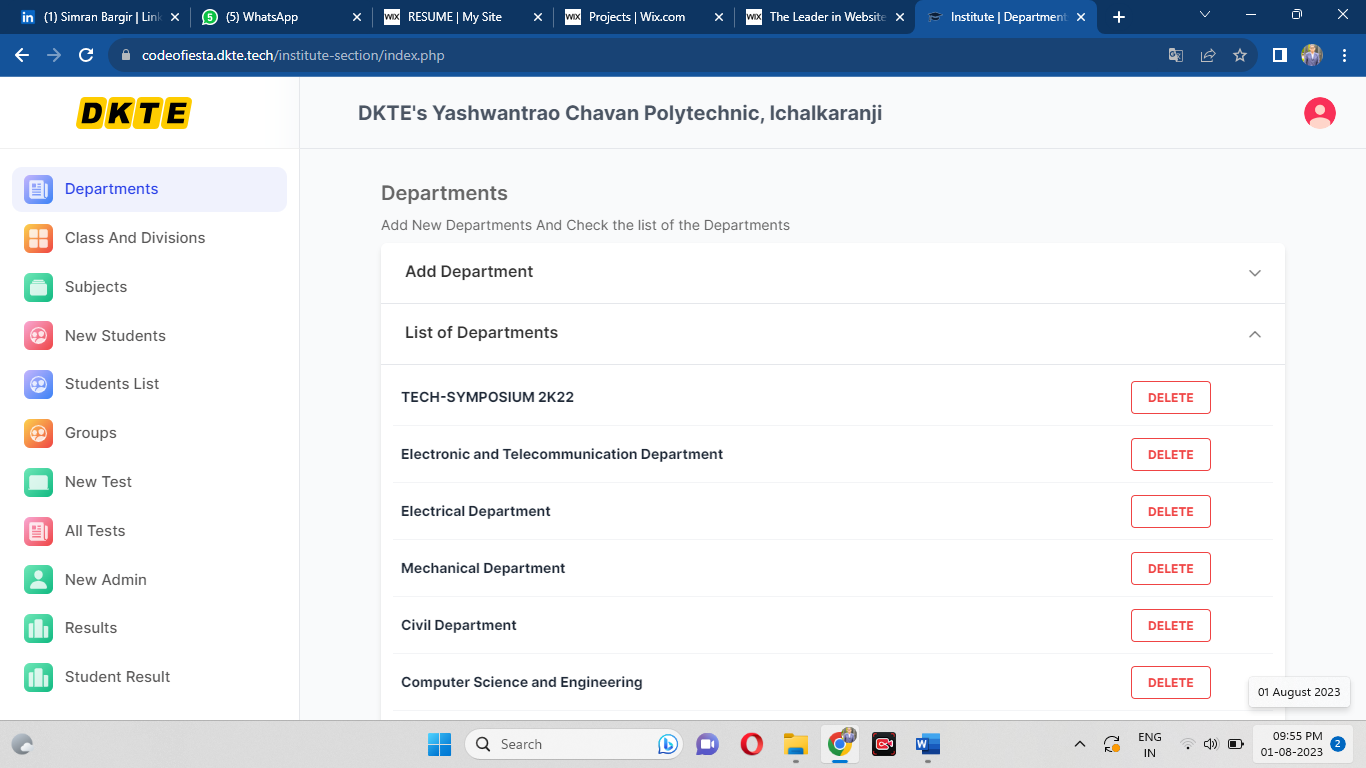 (1) Simran Bargir | Link
(5) WhatsApp
WIX RESUME | My Site
WIX Projects | Wix.com
WIX The Leader in Website
Institute | Department
codeofiesta.dkte.tech/institute-section/index.php
DKTE
DKTE's Yashwantrao Chavan Polytechnic, Ichalkaranji
Departments
Class And Divisions
Subjects
New Students
Students List
Groups
New Test
All Tests
New Admin
Results
Student Result
Departments
Add New Departments And Check the list of the Departments
Add Department
List of Departments
TECH-SYMPOSIUM 2K22 DELETE
Electronic and Telecommunication Department DELETE
Electrical Department DELETE
Mechanical Department DELETE
Civil Department DELETE
Computer Science and Engineering DELETE
01 August 2023
Search
ENG
IN
09:55 PM
01-08-2023
2